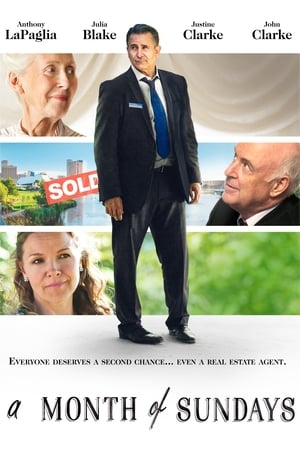 Anthony LaPaglia
Julia Blake
Justine Clarke
John Clarke
SOLD
EVERYONE DESERVES A SECOND CHANCE... EVEN A REAL ESTATE AGENT.
a MONTH of SUNDAYS